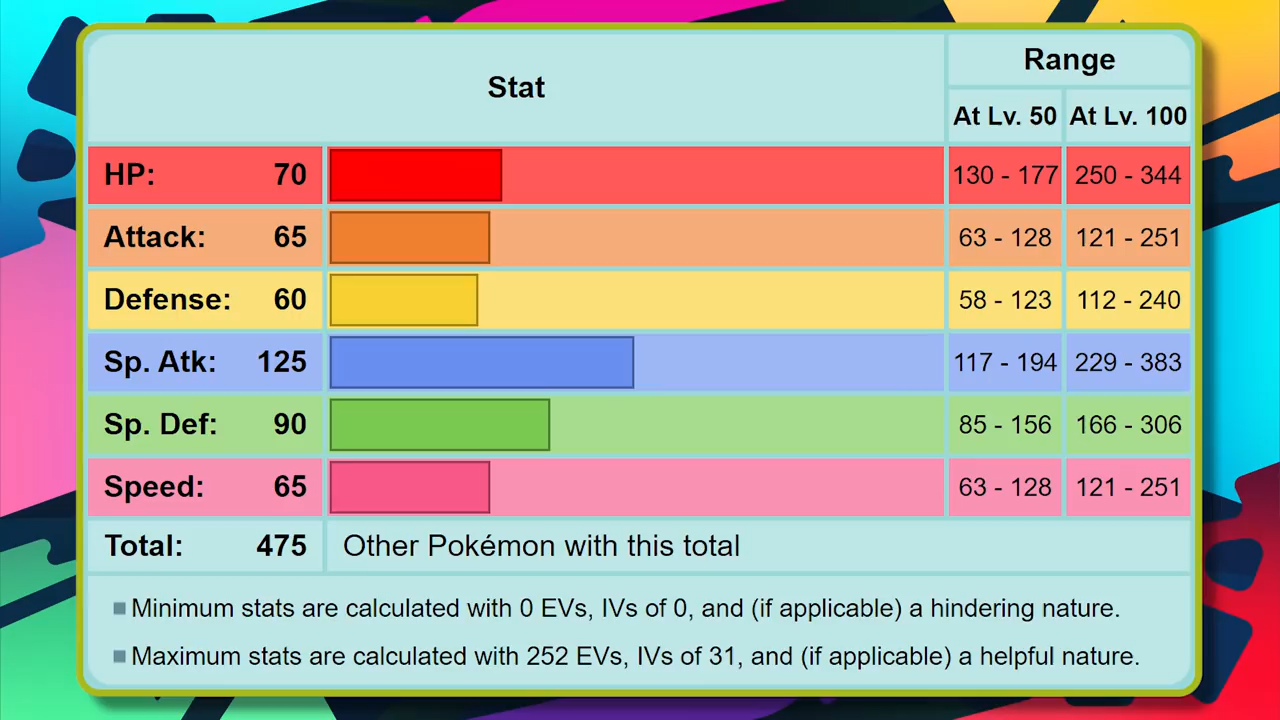 Stat Range
At Lv. 50 At Lv. 100
HP: 70 130 - 177 250 - 344
Attack: 65 63 - 128 121 - 251
Defense: 60 58 - 123 112 - 240
Sp. Atk: 125 117 - 194 229 - 383
Sp. Def: 90 85 - 156 166 - 306
Speed: 65 63 - 128 121 - 251
Total: 475 Other Pokémon with this total
Minimum stats are calculated with 0 EVs, IVs of 0, and (if applicable) a hindering nature.
Maximum stats are calculated with 252 EVs, IVs of 31, and (if applicable) a helpful nature.